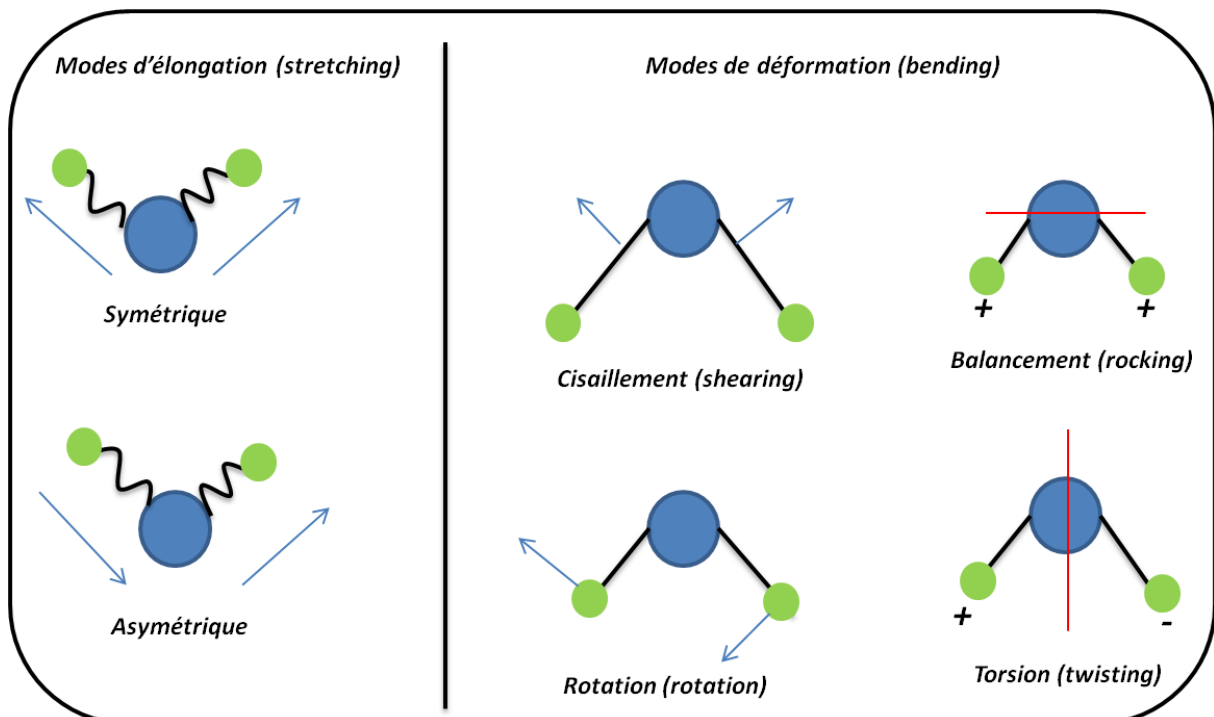 Modes d'élongation (stretching)
Modes de déformation (bending)
Symétrique
Asymétrique
Cisaillement (shearing)
+ +
Balancement (rocking)
Rotation (rotation)
+ -
Torsion (twisting)